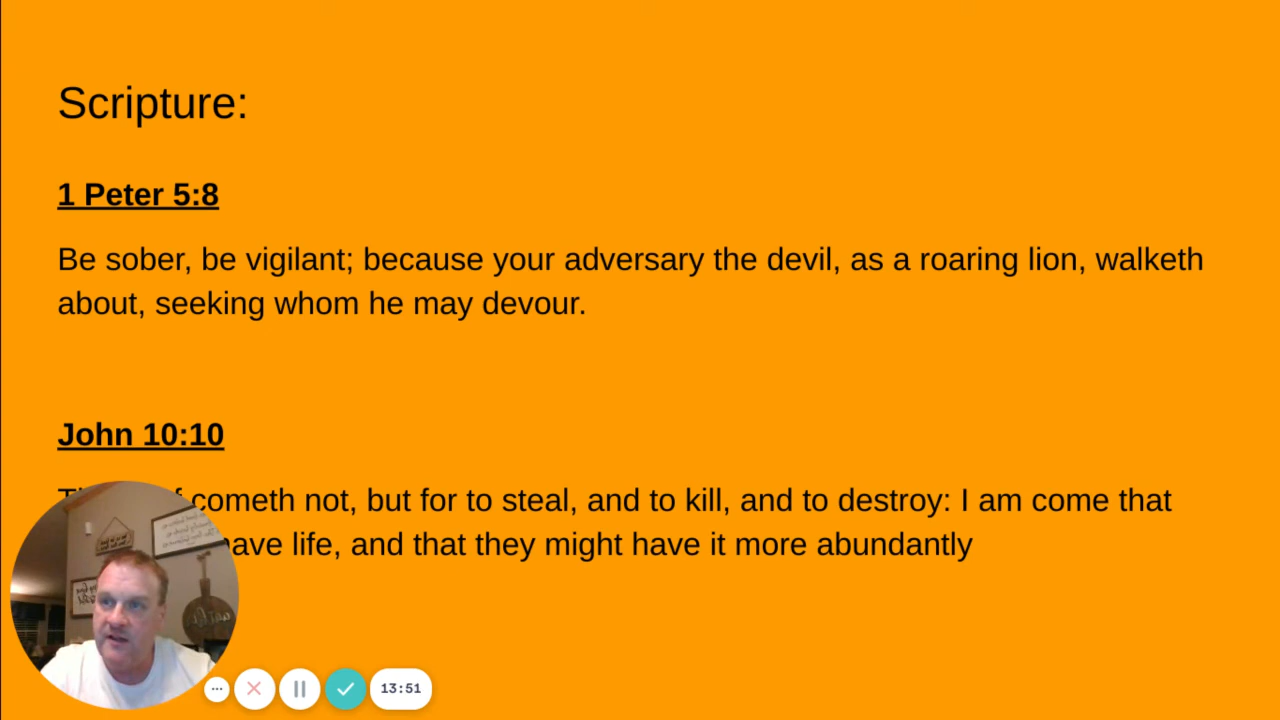 Scripture:
1 Peter 5:8
Be sober, be vigilant; because your adversary the devil, as a roaring lion, walketh
about, seeking whom he may devour.
John 10:10
cometh not, but for to steal, and to kill, and to destroy: I am come that
have life, and that they might have it more abundantly
13:51